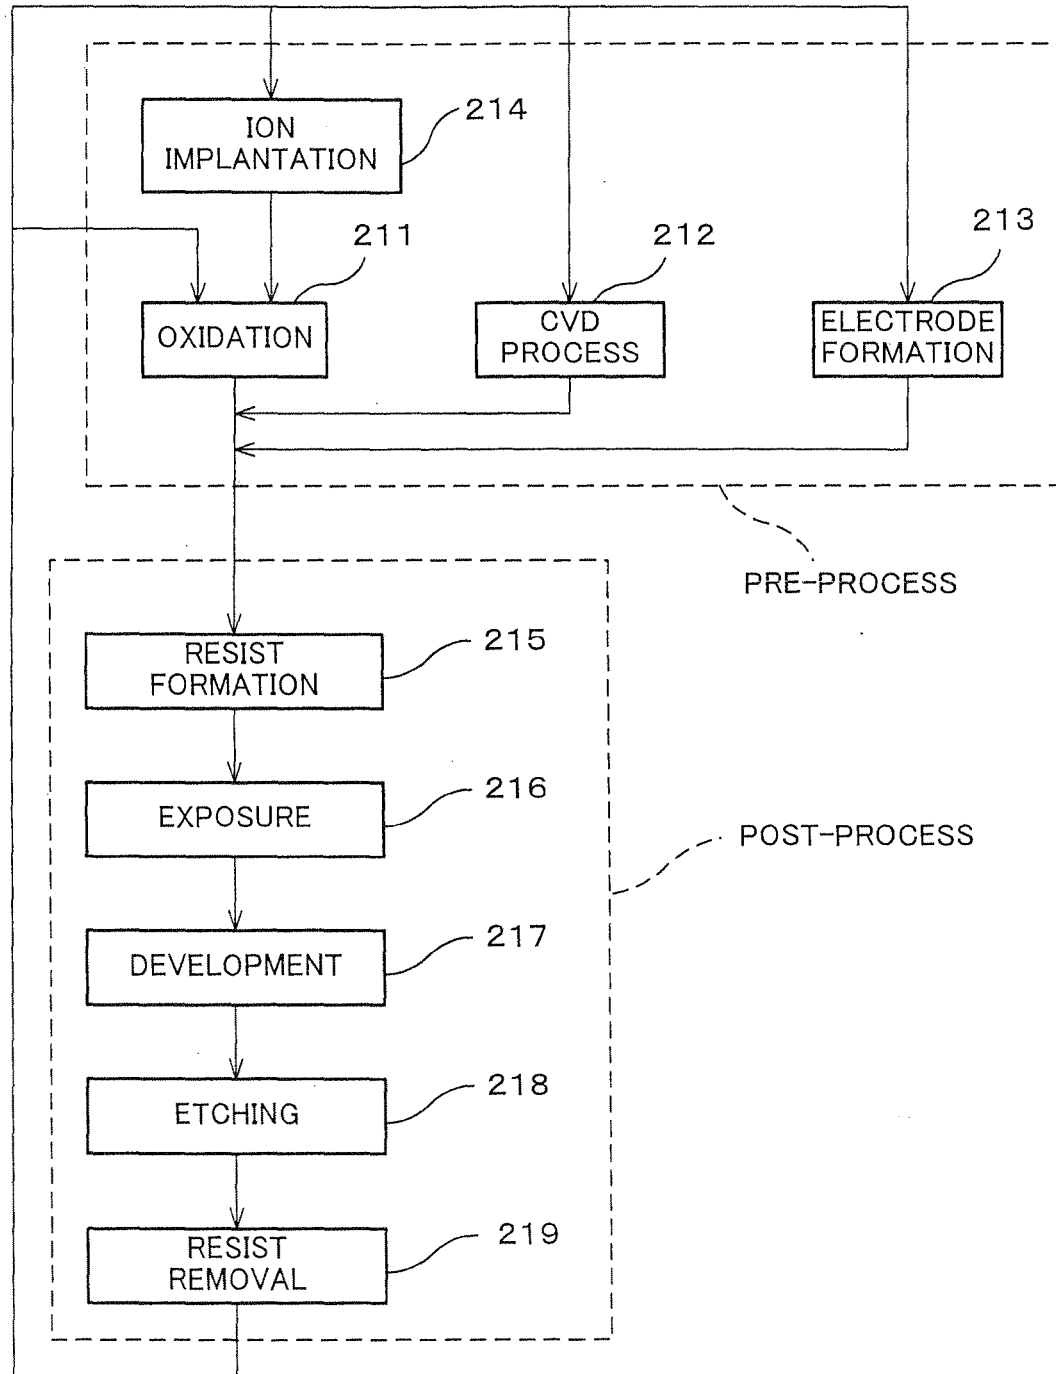 214
ION
IMPLANTATION
211
212
213
OXIDATION
CVD
PROCESS
ELECTRODE
FORMATION
PRE-PROCESS
215
RESIST
FORMATION
216
EXPOSURE
POST-PROCESS
217
DEVELOPMENT
218
ETCHING
219
RESIST
REMOVAL